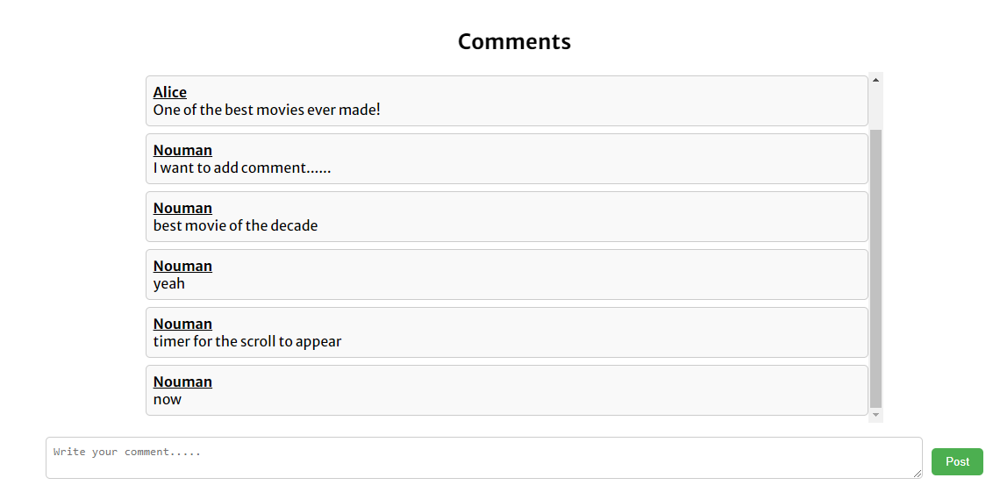 Comments
Alice
One of the best movies ever made!
Nouman
I want to add comment......
Nouman
best movie of the decade
Nouman
yeah
Nouman
timer for the scroll to appear
Nouman
now
Write your comment.....
Post